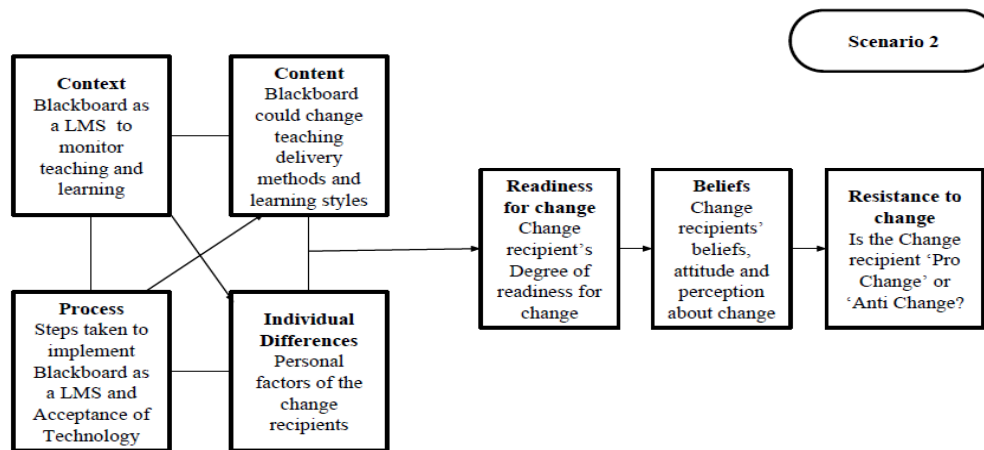 Scenario 2
Context
Blackboard as
a LMS to
monitor
teaching and
learning
Content
Blackboard
could change
teaching
delivery
methods and
learning styles
Process
Steps taken to
implement
Blackboard as
a LMS and
Acceptance of
Technology
Individual
Differences
Personal
factors of the
change
recipients
Readiness
for change
Change
recipient’s
Degree of
readiness for
change
Beliefs
Change
recipients’
beliefs,
attitude and
perception
about change
Resistance to
change
Is the Change
recipient ‘Pro
Change’ or
‘Anti Change?